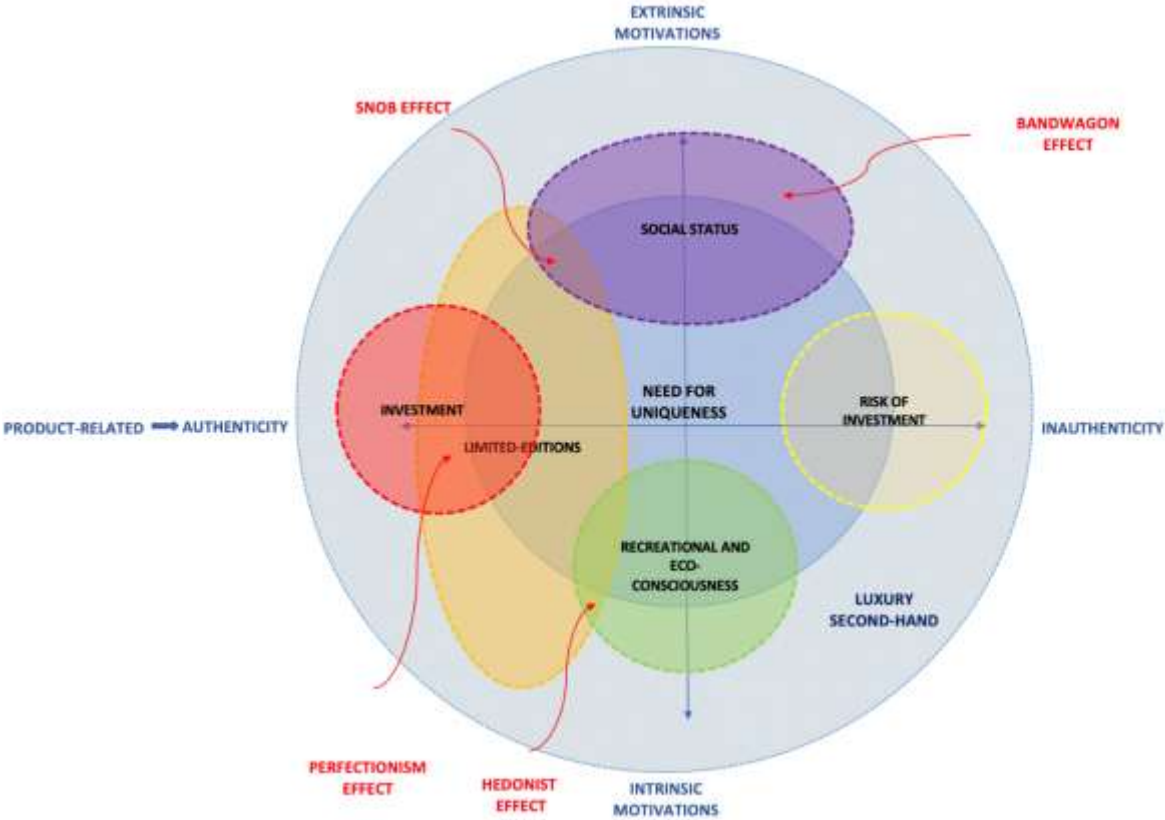 EXTRINSIC
MOTIVATIONS
SNOB EFFECT
BANDWAGON
EFFECT
SOCIAL STATUS
NEED FOR
UNIQUENESS
INVESTMENT
RISK OF
INVESTMENT
PRODUCT-RELATED
AUTHENTICITY
INAUTHENTICITY
LIMITED-EDITIONS
RECREATIONAL AND
ECO-
CONSCIOUSNESS
LUXURY
SECOND-HAND
PERFECTIONISM
EFFECT
HEDONIST
EFFECT
INTRINSIC
MOTIVATIONS